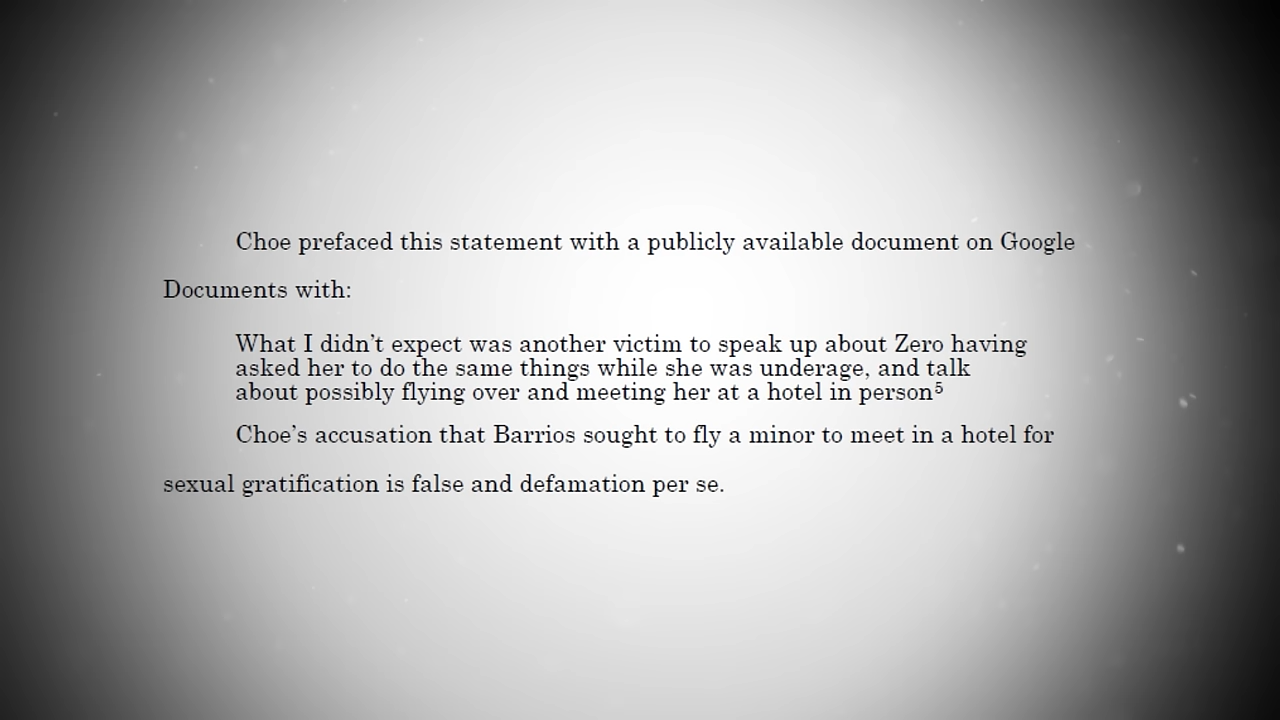 Choe prefaced this statement with a publicly available document on Google
Documents with:
What I didn’t expect was another victim to speak up about Zero having
asked her to do the same things while she was underage, and talk
about possibly flying over and meeting her at a hotel in person⁵
Choe’s accusation that Barrios sought to fly a minor to meet in a hotel for
sexual gratification is false and defamation per se.